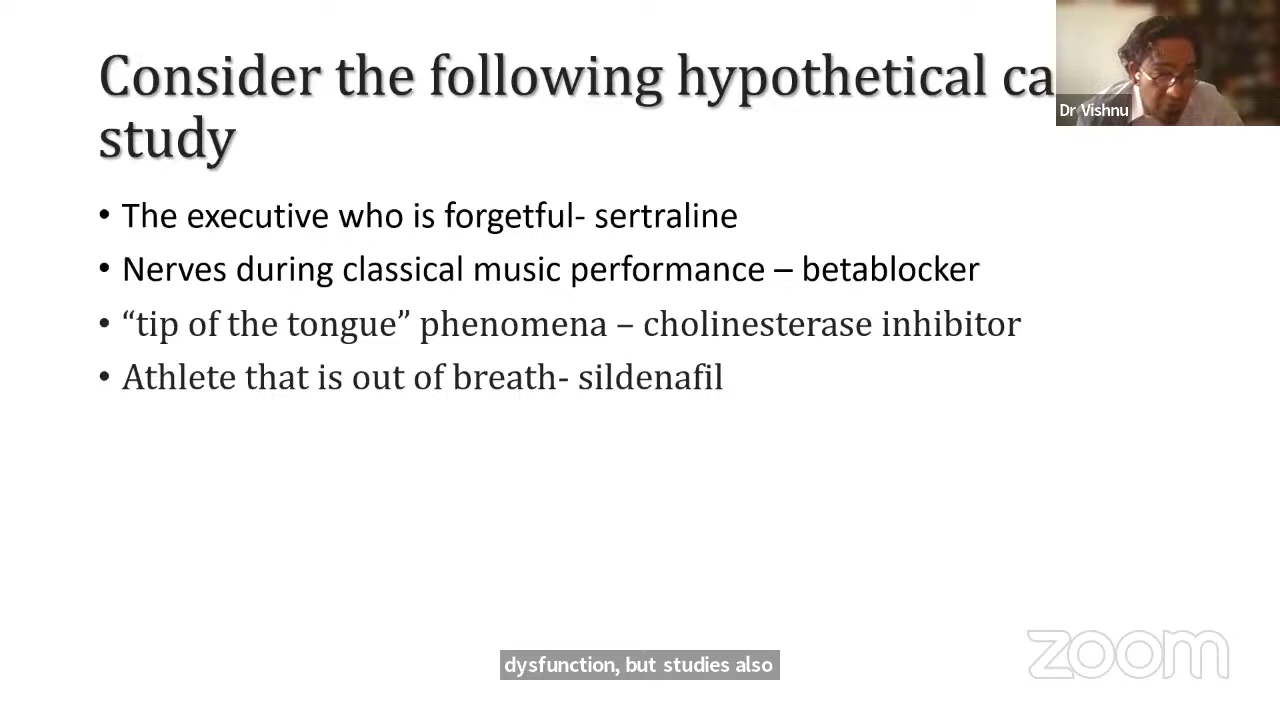 Consider the following hypothetical ca
study
Dr Vishnu
• The executive who is forgetful- sertraline
• Nerves during classical music performance – betablocker
• “tip of the tongue” phenomena – cholinesterase inhibitor
• Athlete that is out of breath- sildenafil
dysfunction, but studies also
zoom